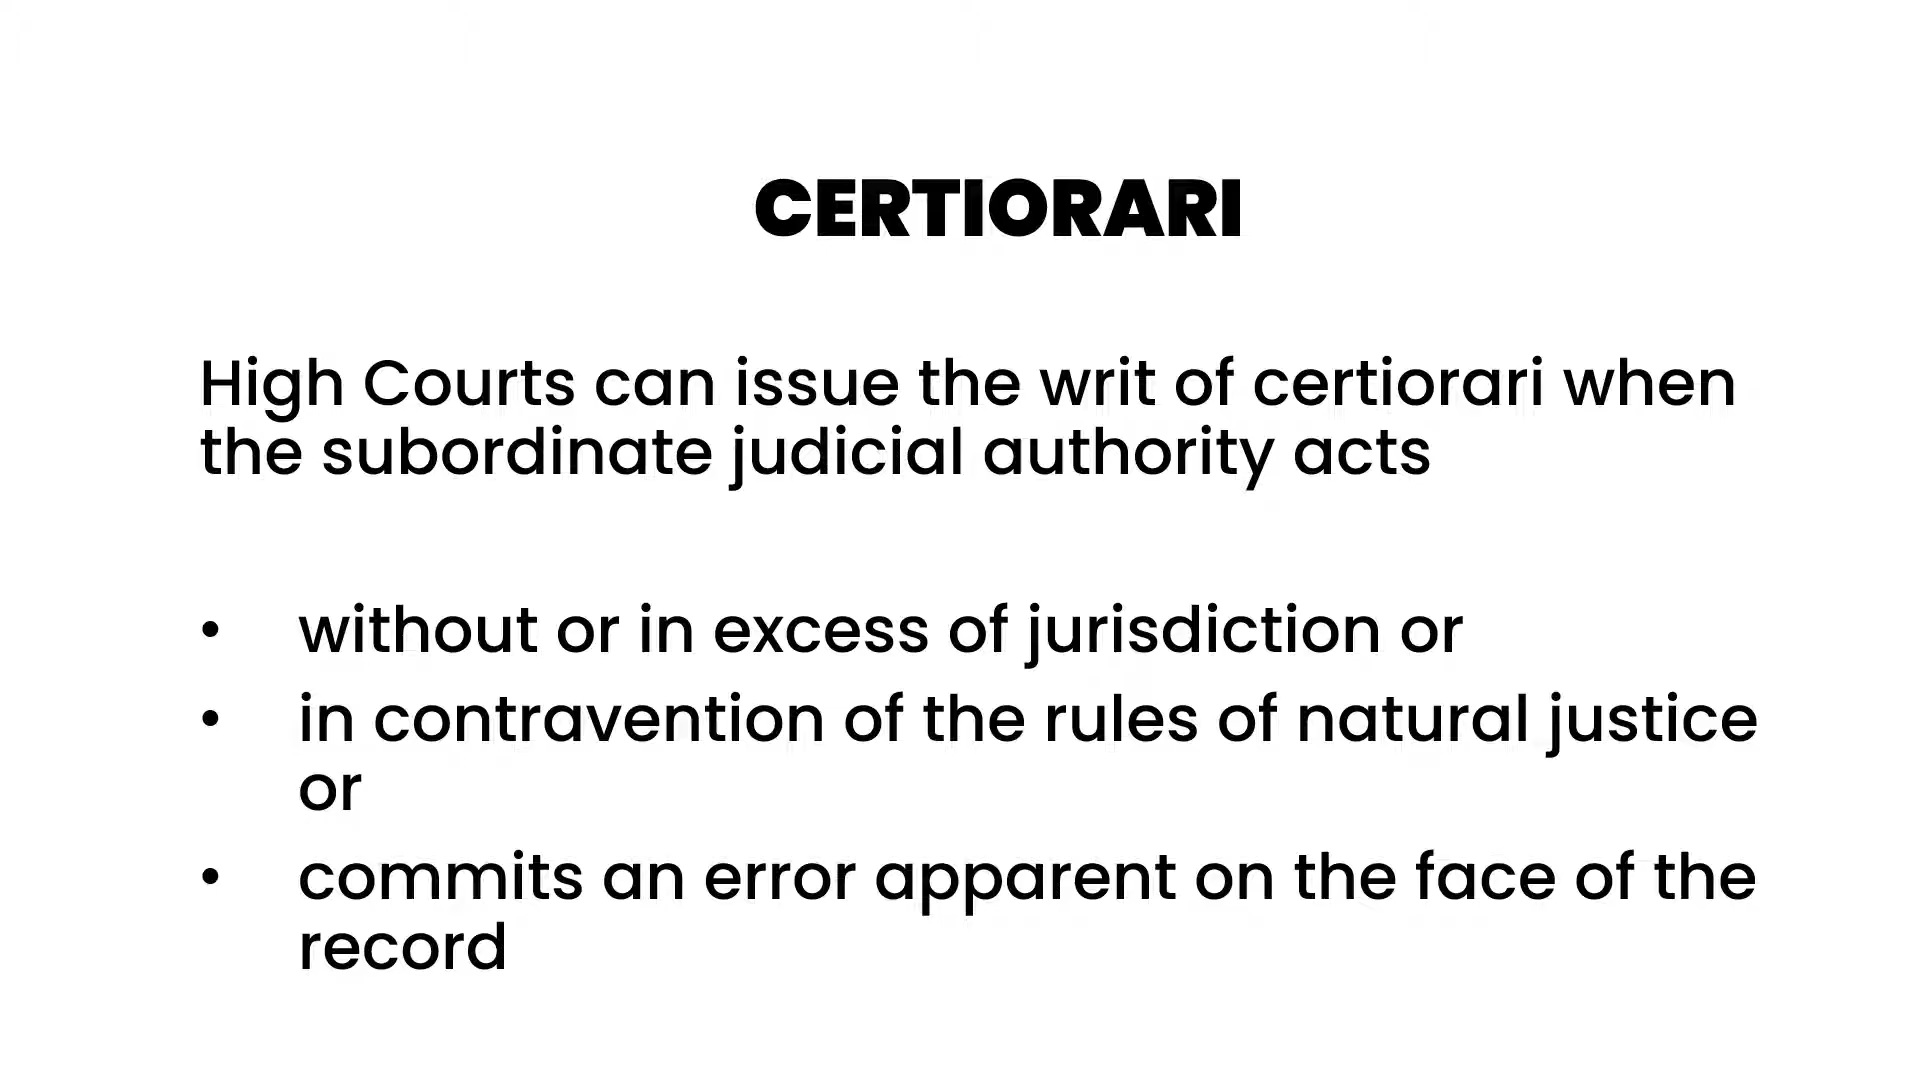 CERTIORARI
High Courts can issue the writ of certiorari when
the subordinate judicial authority acts
• without or in excess of jurisdiction or
• in contravention of the rules of natural justice
or
• commits an error apparent on the face of the
record